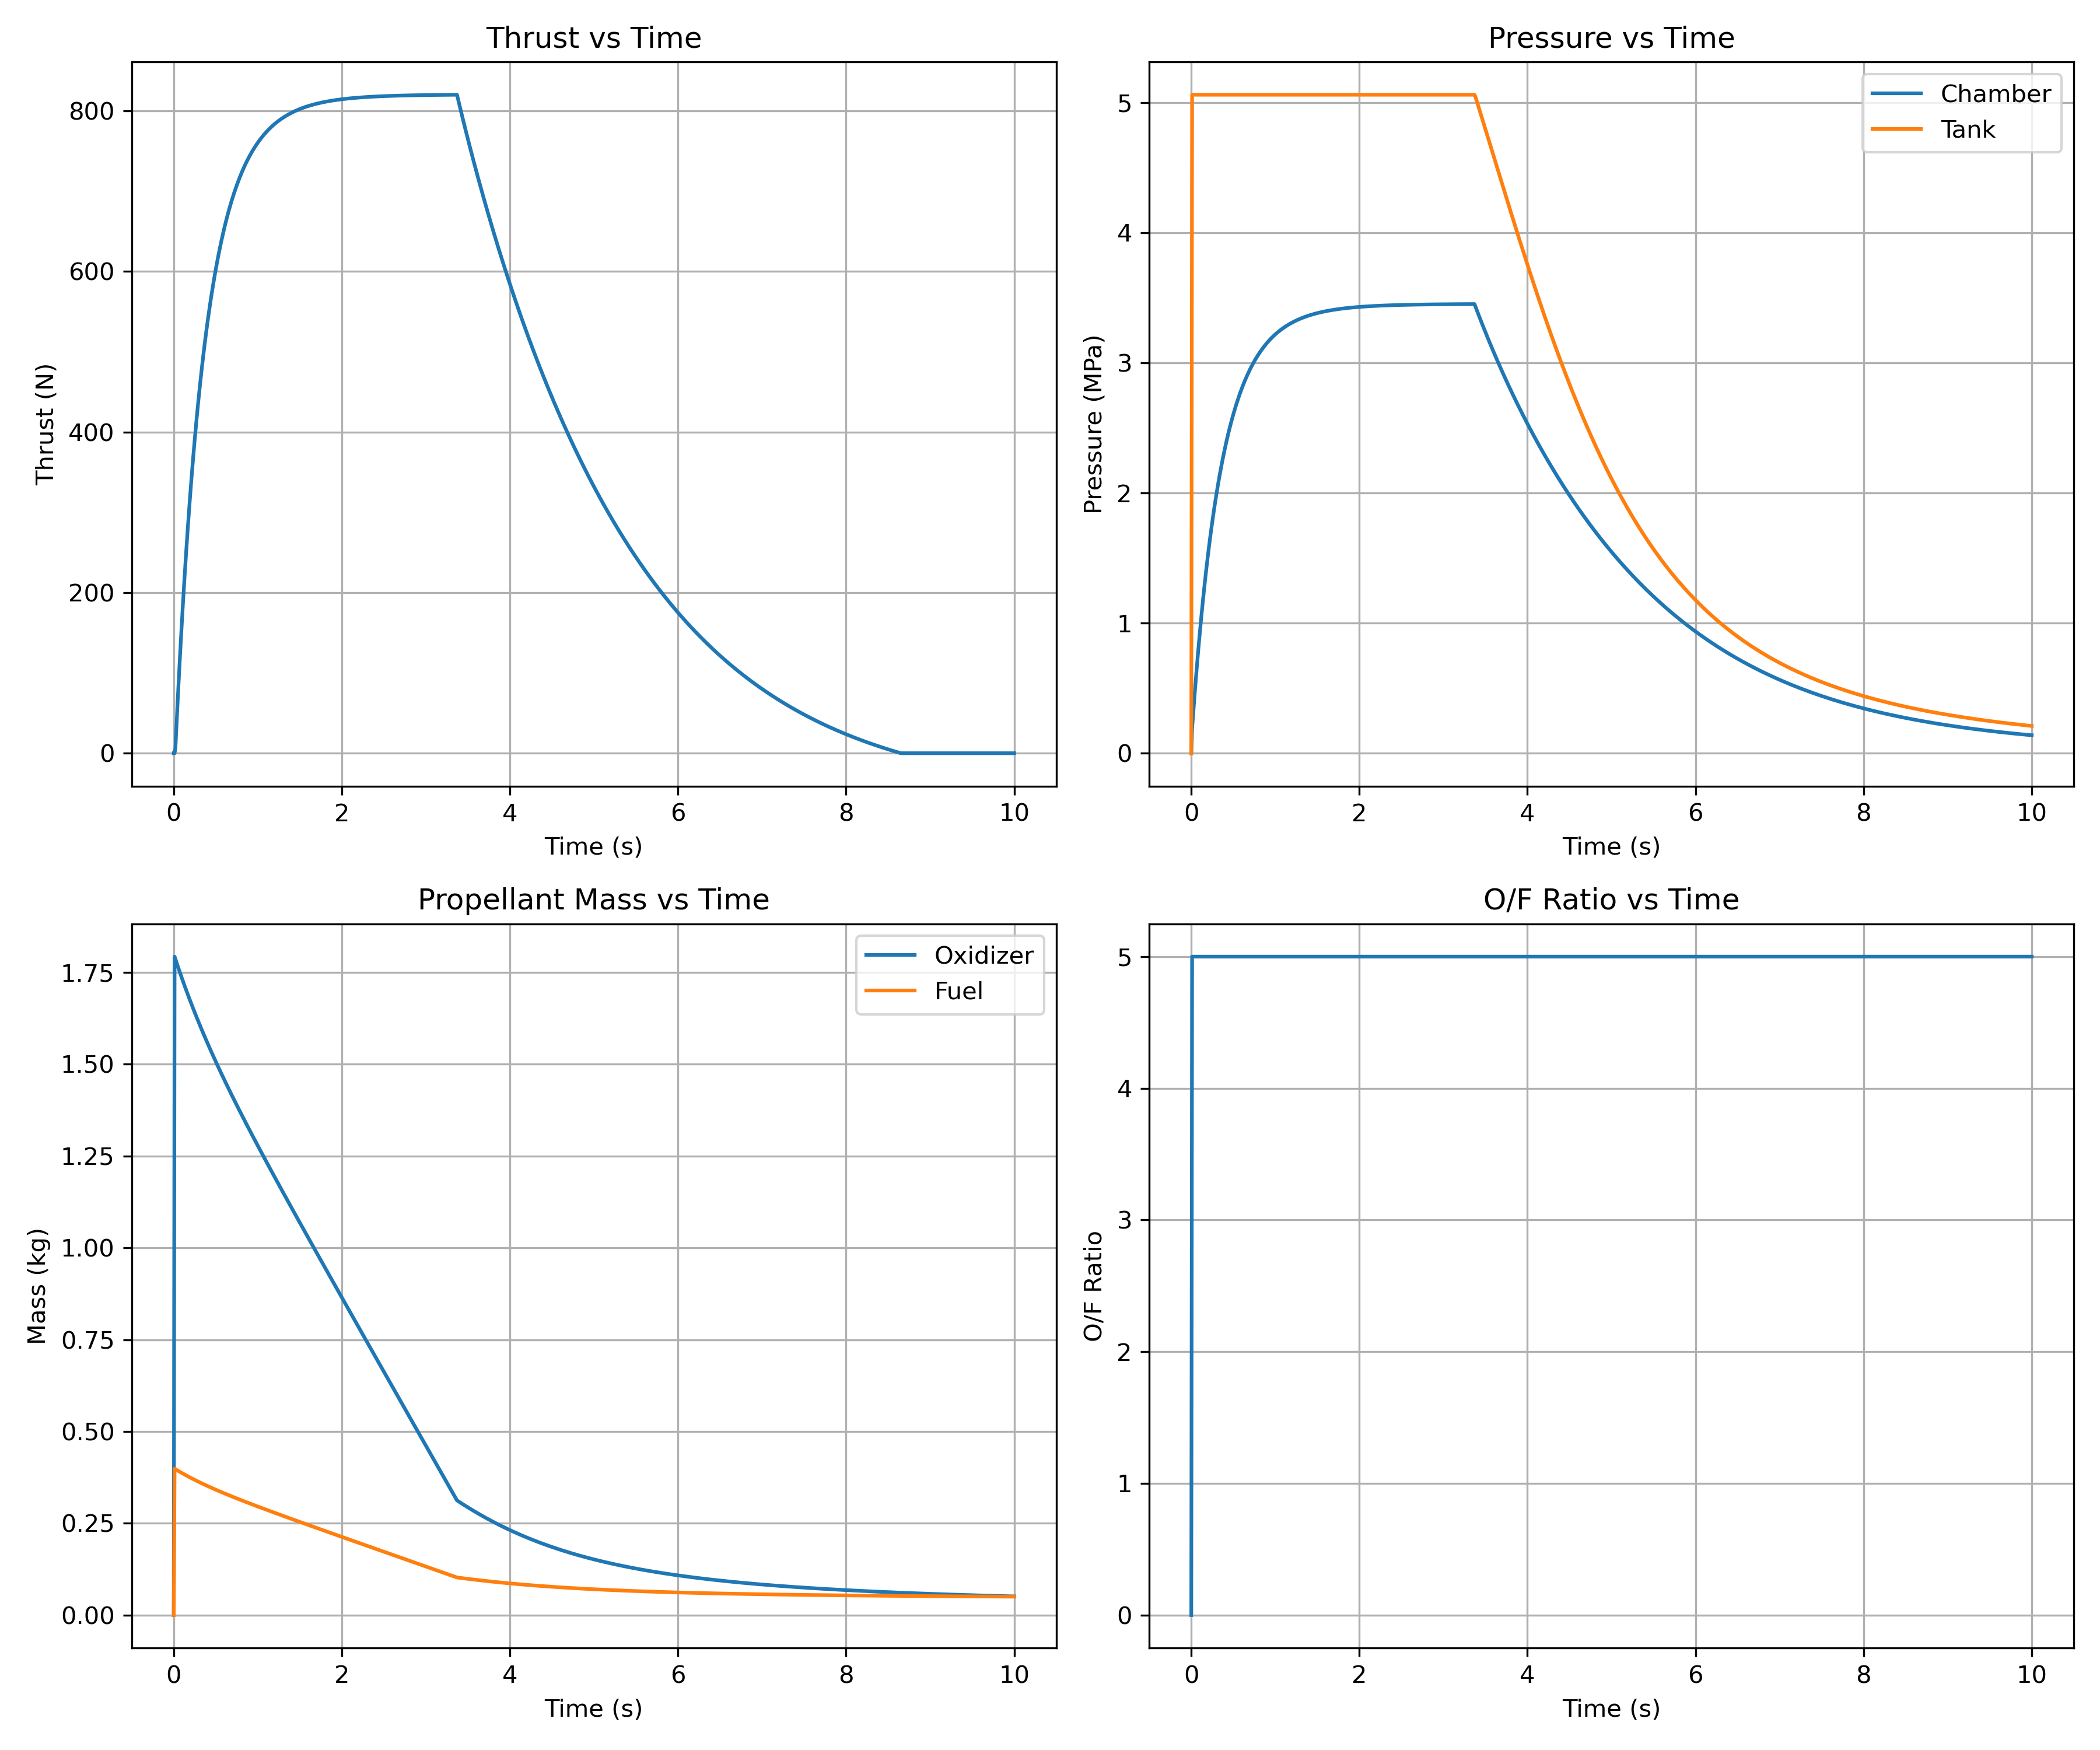 Thrust vs Time
Thrust (N)
800
600
400
200
0
0 2 4 6 8 10
Time (s)
Pressure vs Time
Chamber
Tank
Pressure (MPa)
5
4
3
2
1
0
0 2 4 6 8 10
Time (s)
Propellant Mass vs Time
Oxidizer
Fuel
Mass (kg)
1.75
1.50
1.25
1.00
0.75
0.50
0.25
0.00
0 2 4 6 8 10
Time (s)
O/F Ratio vs Time
O/F Ratio
5
4
3
2
1
0
0 2 4 6 8 10
Time (s)